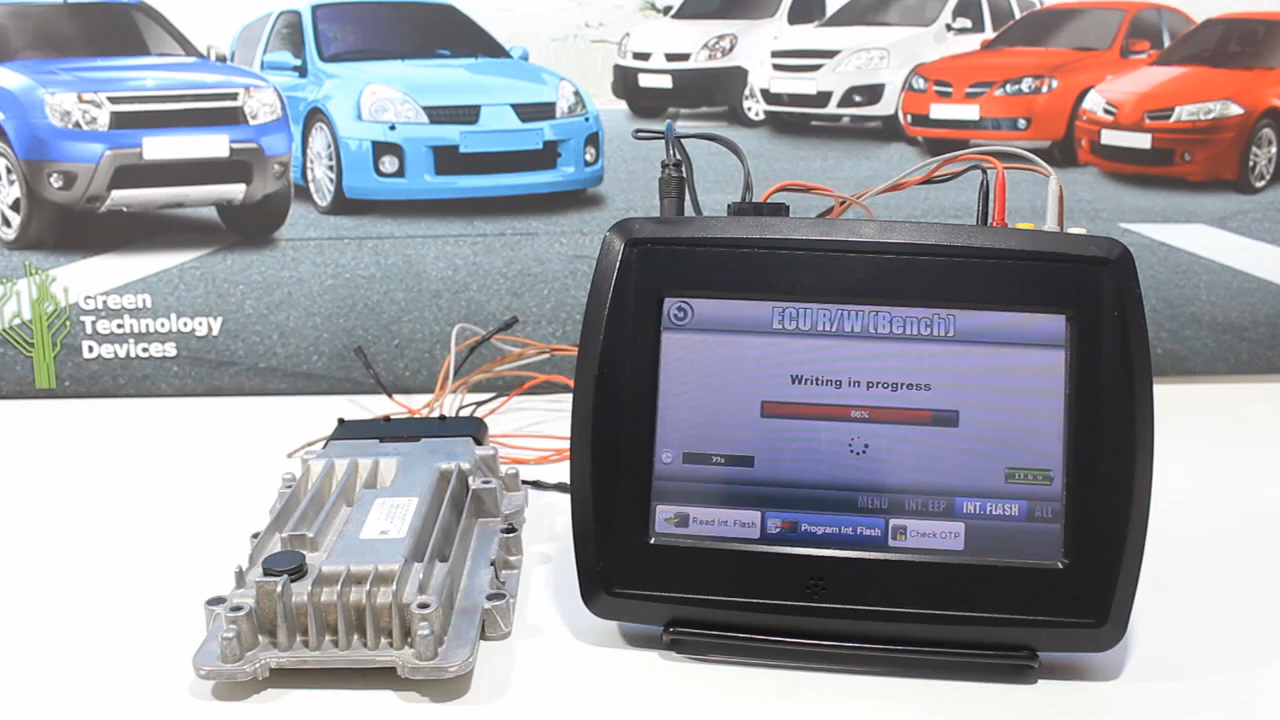 Green
Technology
Devices
ECU R/W (Bench)
Writing in progress
86%
39s
MENU INT. EEP INT. FLASH ALL
Read Int. Flash Program Int. Flash Check OTP